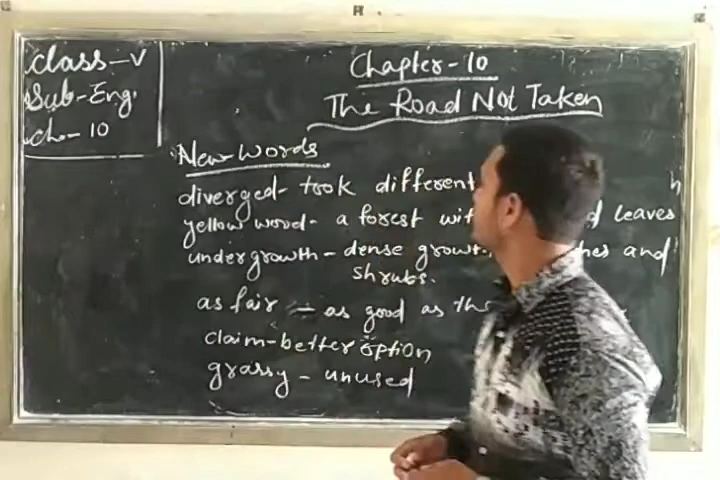 Class-V
Sub-Eng.
ch-10
Chapter-10
The Road Not Taken
New Words
diverged- took different
yellow wood- a forest with leaves
undergrowth - dense growth and
shrubs.
as fair - as good as the
claim-better option
grassy - unused